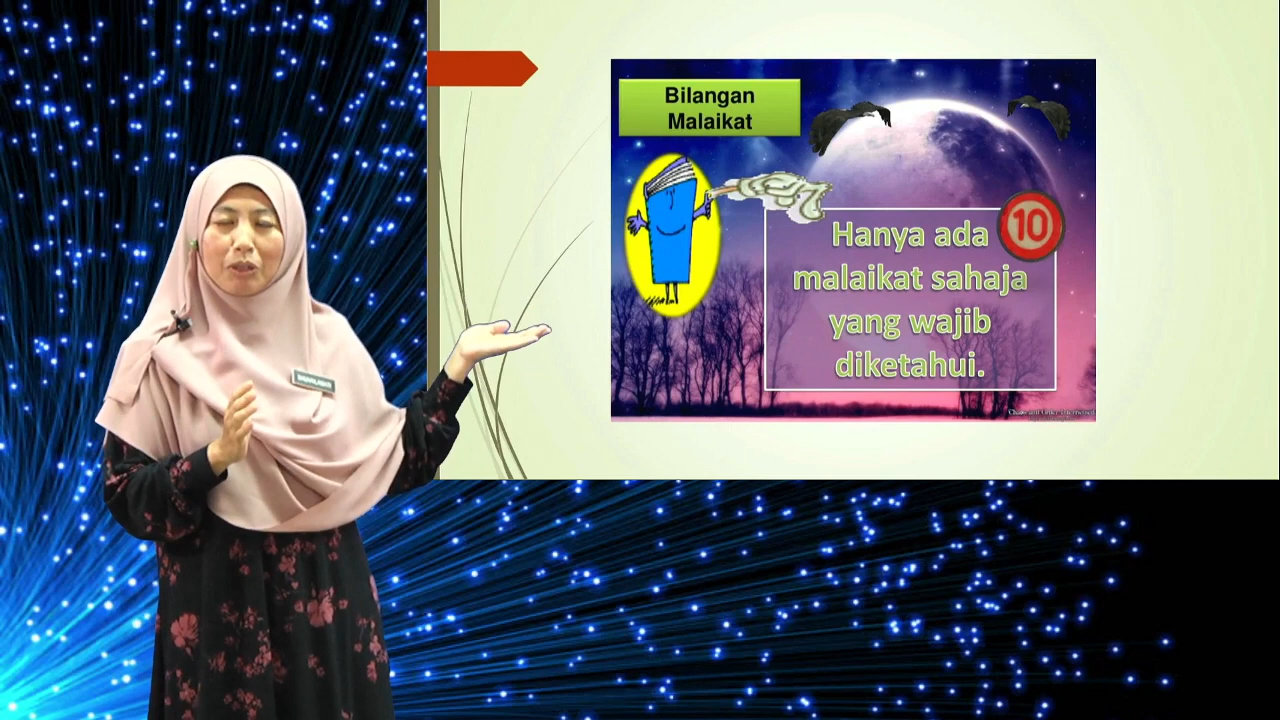 Bilangan
Malaikat
Hanya ada 10
malaikat sahaja
yang wajib
diketahui.